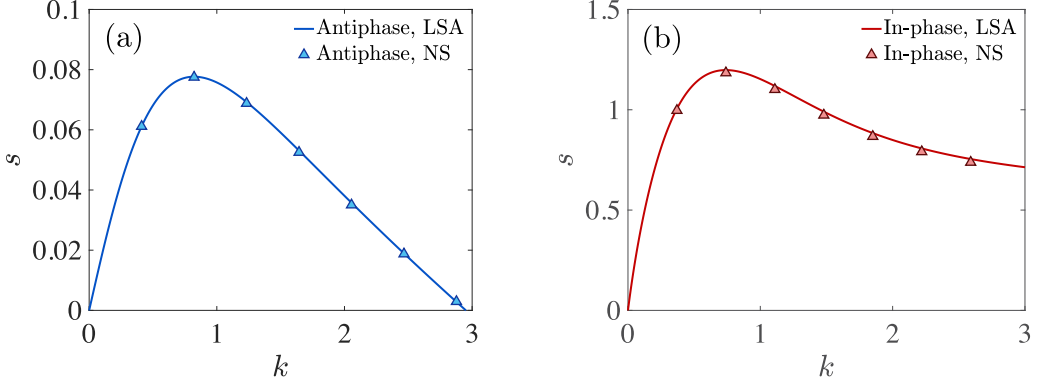 0.1
(a)
Antiphase, LSA
Antiphase, NS
0.08
0.06
s
0.04
0.02
0
0
1
2
3
k
1.5
(b)
In-phase, LSA
In-phase, NS
1
s
0.5
0
0
1
2
3
k